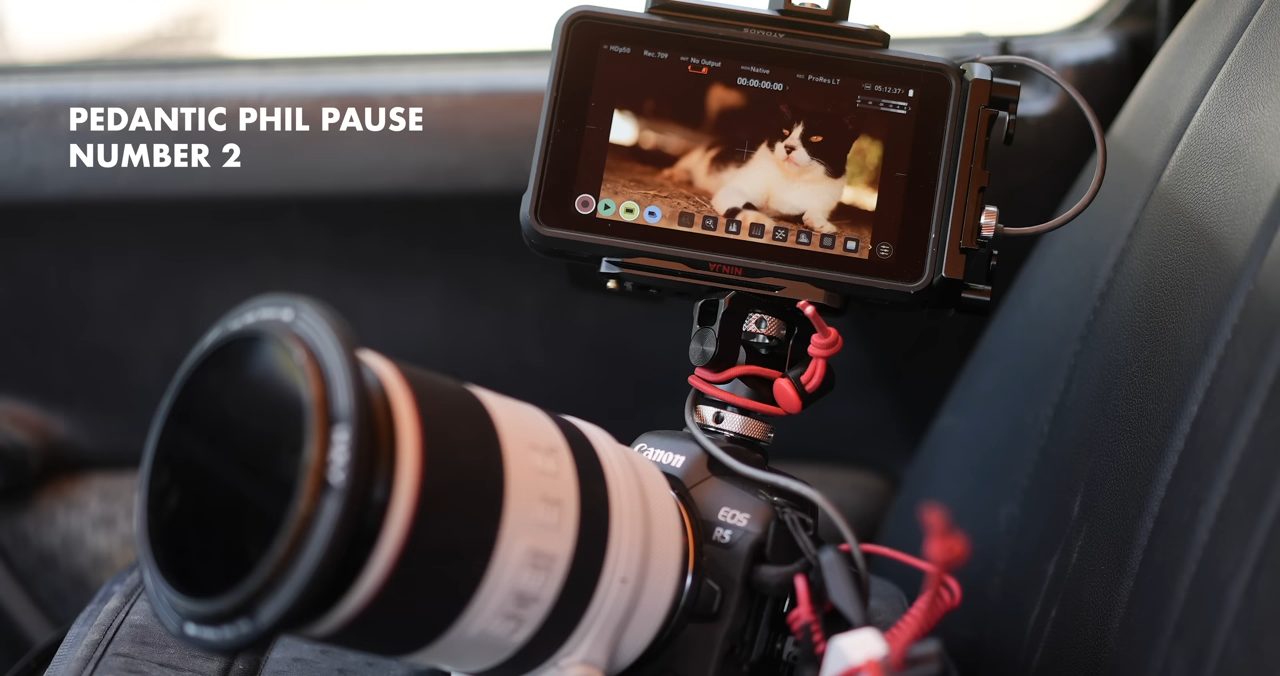 PEDANTIC PHIL PAUSE
NUMBER 2
ATOMOS
HDp50 Rec.709 No Output Native ProRes LT
00:00:00:00
05:12:37
NINJA
Canon
EOS
R5